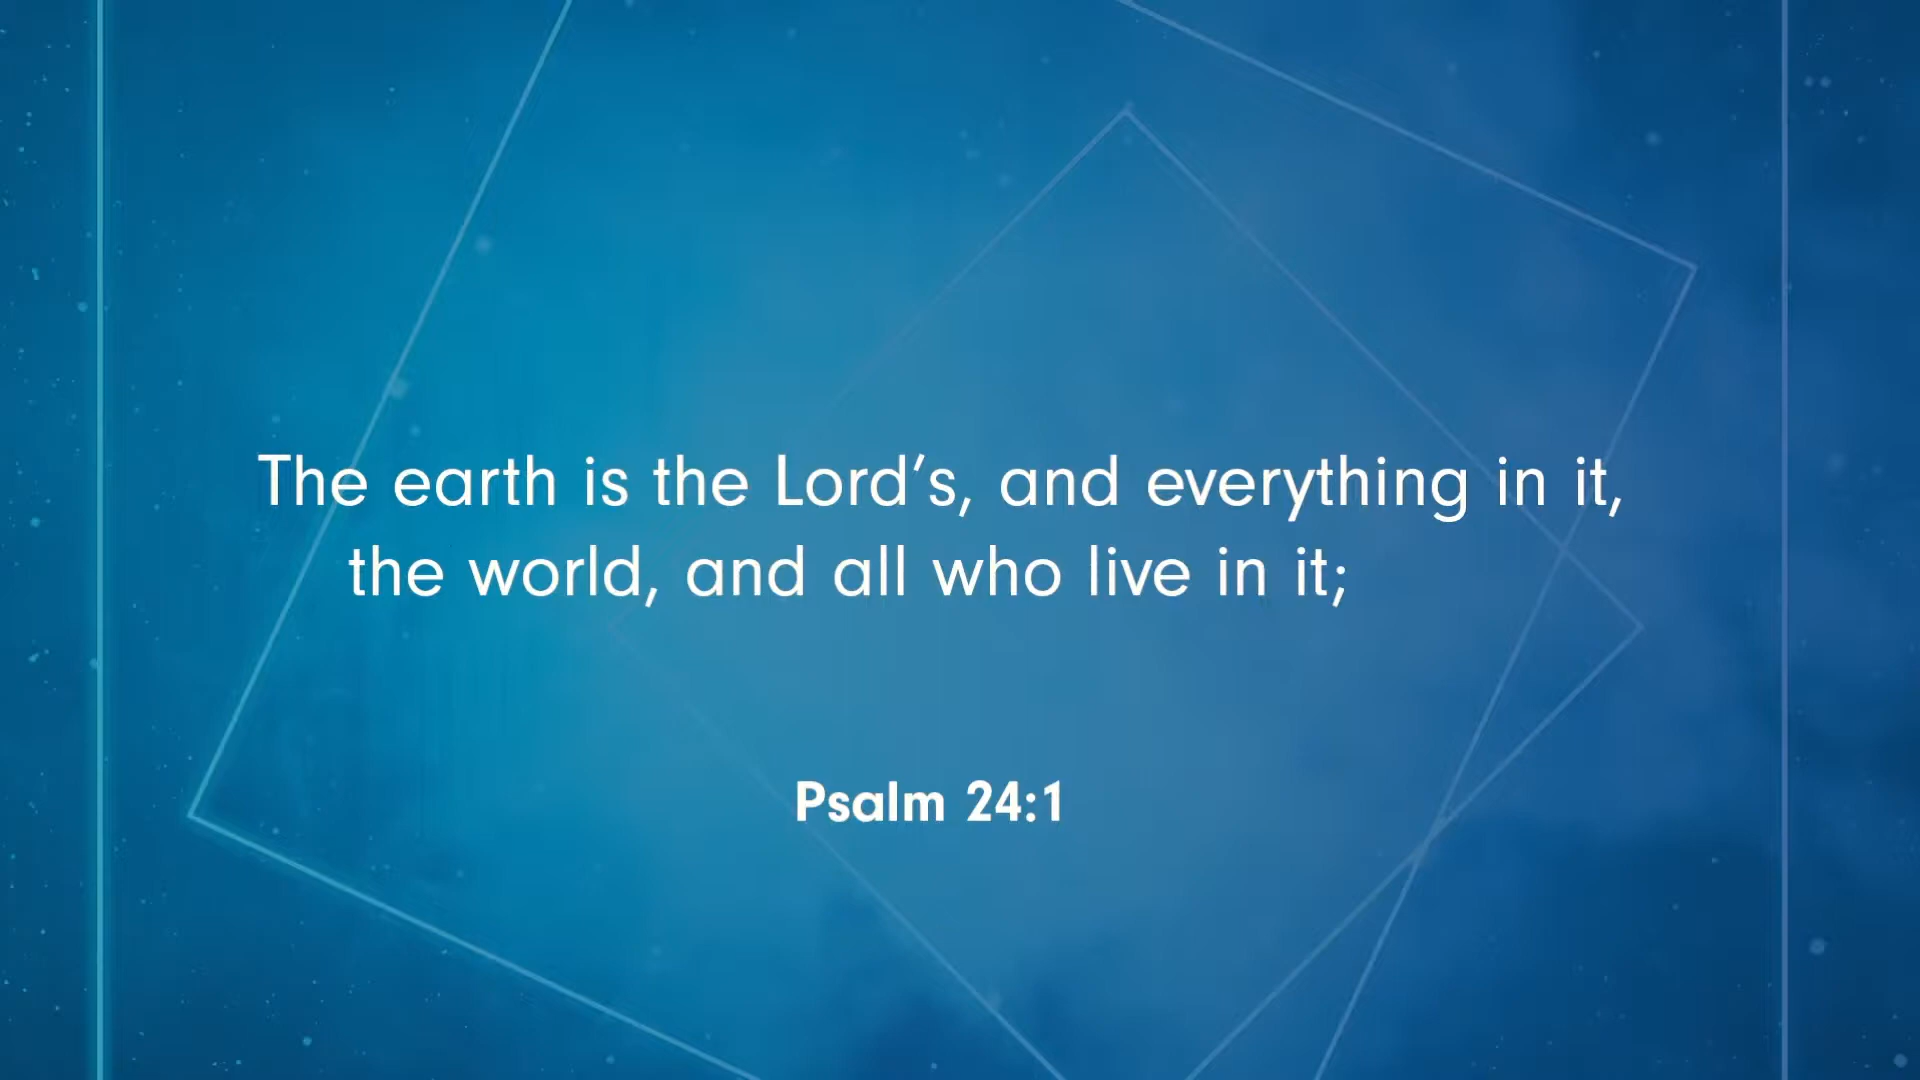 The earth is the Lord’s, and everything in it,
the world, and all who live in it;
Psalm 24:1